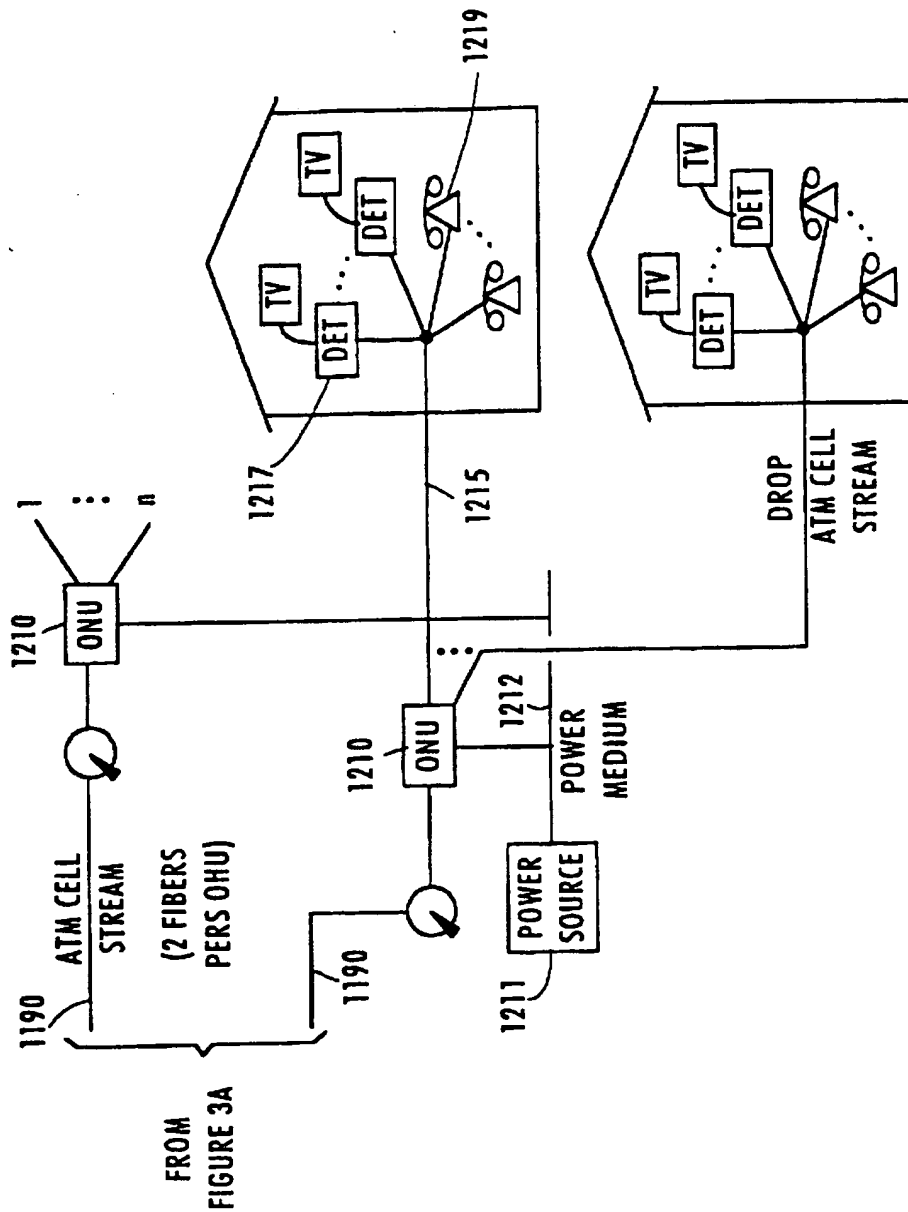 FROM
FIGURE 3A
1190
ATM CELL
STREAM
(2 FIBERS
PERS OHU)
1190
1210
ONU
1
n
1210
ONU
1211
POWER
SOURCE
POWER
MEDIUM
1212
1215
1217
DET
TV
DET
TV
1219
DROP
ATM CELL
STREAM
DET
TV
DET
TV